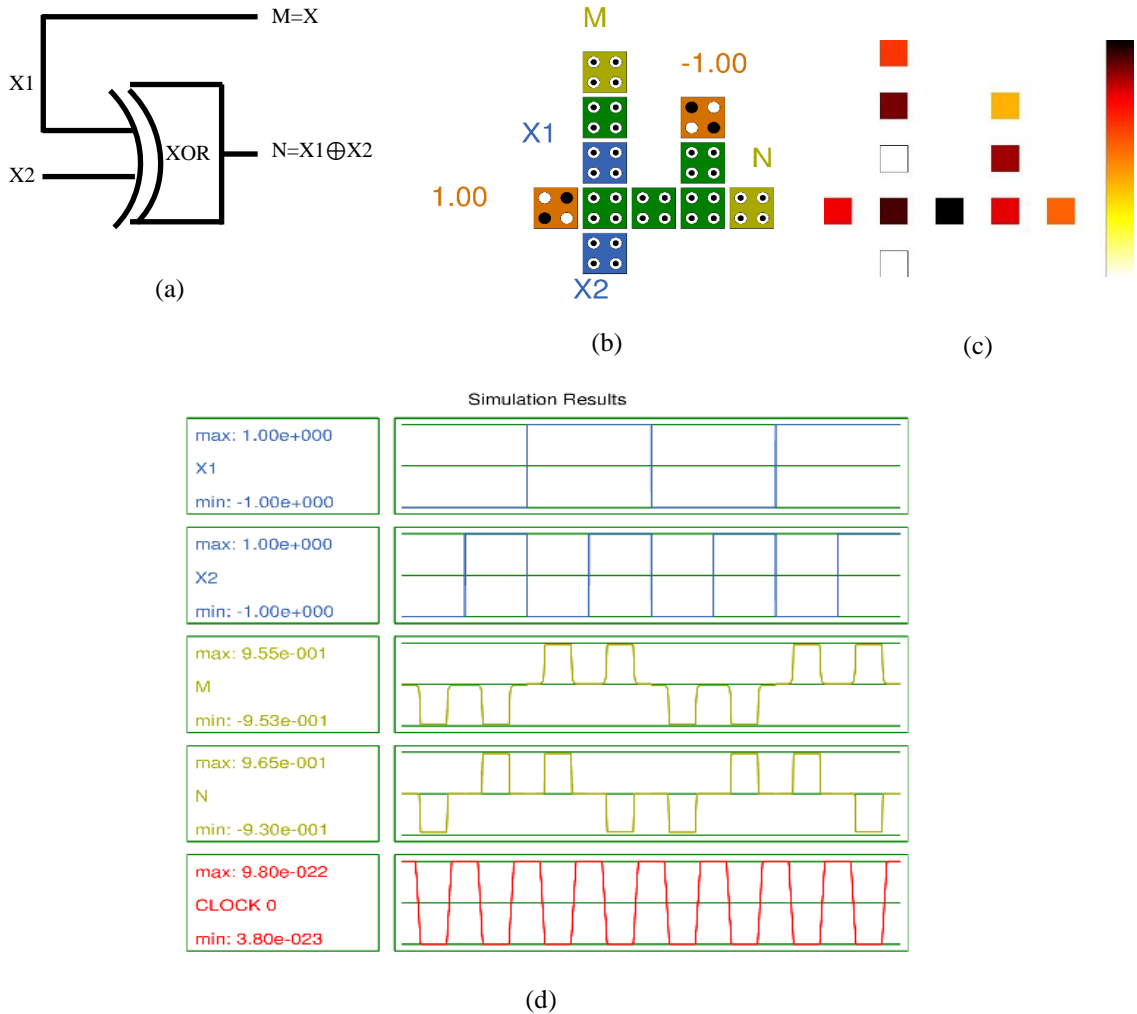 M=X
X1
XOR
N=X1⊕X2
X2
(a)
M
-1.00
X1
N
1.00
X2
(b)
(c)
Simulation Results
max: 1.00e+000
X1
min: -1.00e+000
max: 1.00e+000
X2
min: -1.00e+000
max: 9.55e-001
M
min: -9.53e-001
max: 9.65e-001
N
min: -9.30e-001
max: 9.80e-022
CLOCK 0
min: 3.80e-023
(d)